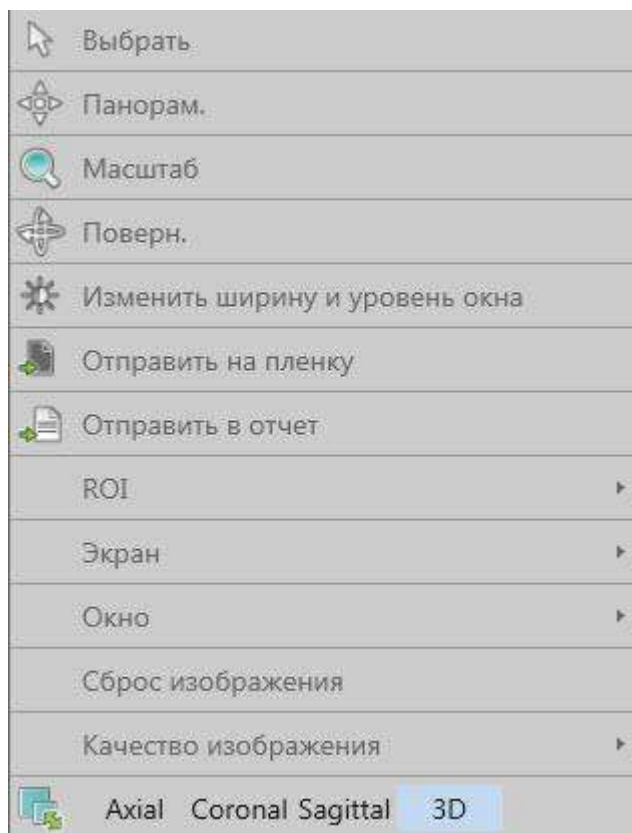 Выбрать
Панорам.
Масштаб
Поверн.
Изменить ширину и уровень окна
Отправить на пленку
Отправить в отчет
ROI
Экран
Окно
Сброс изображения
Качество изображения
Axial Coronal Sagittal 3D